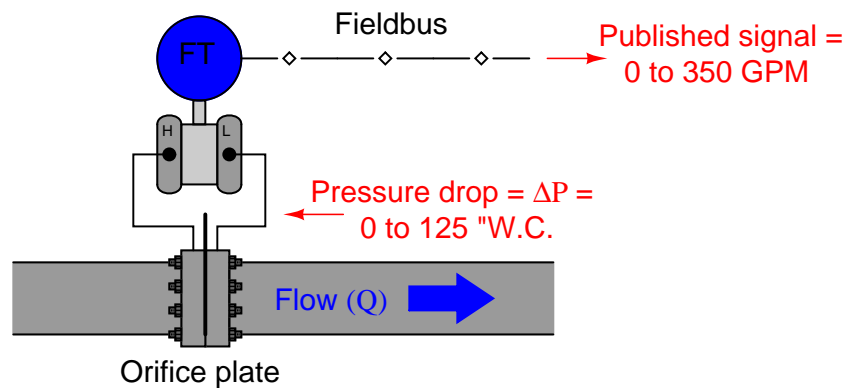 Fieldbus
FT
Published signal =
0 to 350 GPM
H
L
Pressure drop = ΔP =
0 to 125 "W.C.
Flow (Q)
Orifice plate